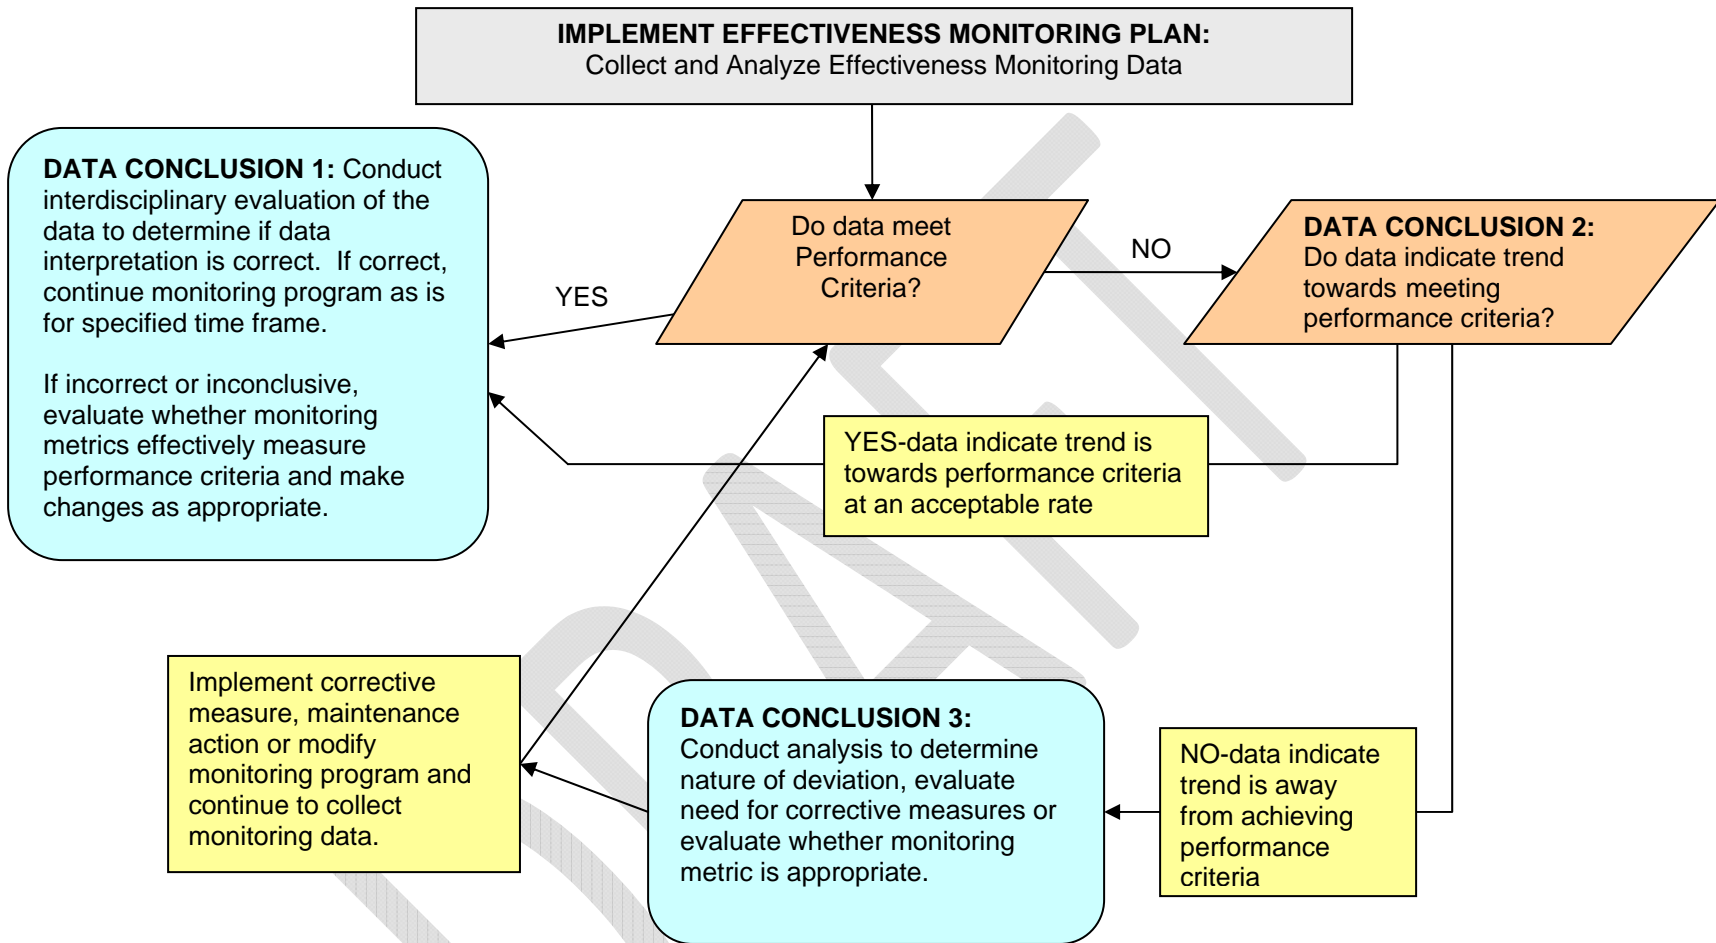 IMPLEMENT EFFECTIVENESS MONITORING PLAN:
Collect and Analyze Effectiveness Monitoring Data
DATA CONCLUSION 1: Conduct
interdisciplinary evaluation of the
data to determine if data
interpretation is correct.  If correct,
continue monitoring program as is
for specified time frame.
If incorrect or inconclusive,
evaluate whether monitoring
metrics effectively measure
performance criteria and make
changes as appropriate.
YES
Do data meet
Performance
Criteria?
NO
DATA CONCLUSION 2:
Do data indicate trend
towards meeting
performance criteria?
YES-data indicate trend is
towards performance criteria
at an acceptable rate
Implement corrective
measure, maintenance
action or modify
monitoring program and
continue to collect
monitoring data.
DATA CONCLUSION 3:
Conduct analysis to determine
nature of deviation, evaluate
need for corrective measures or
evaluate whether monitoring
metric is appropriate.
NO-data indicate
trend is away
from achieving
performance
criteria
DRAFT